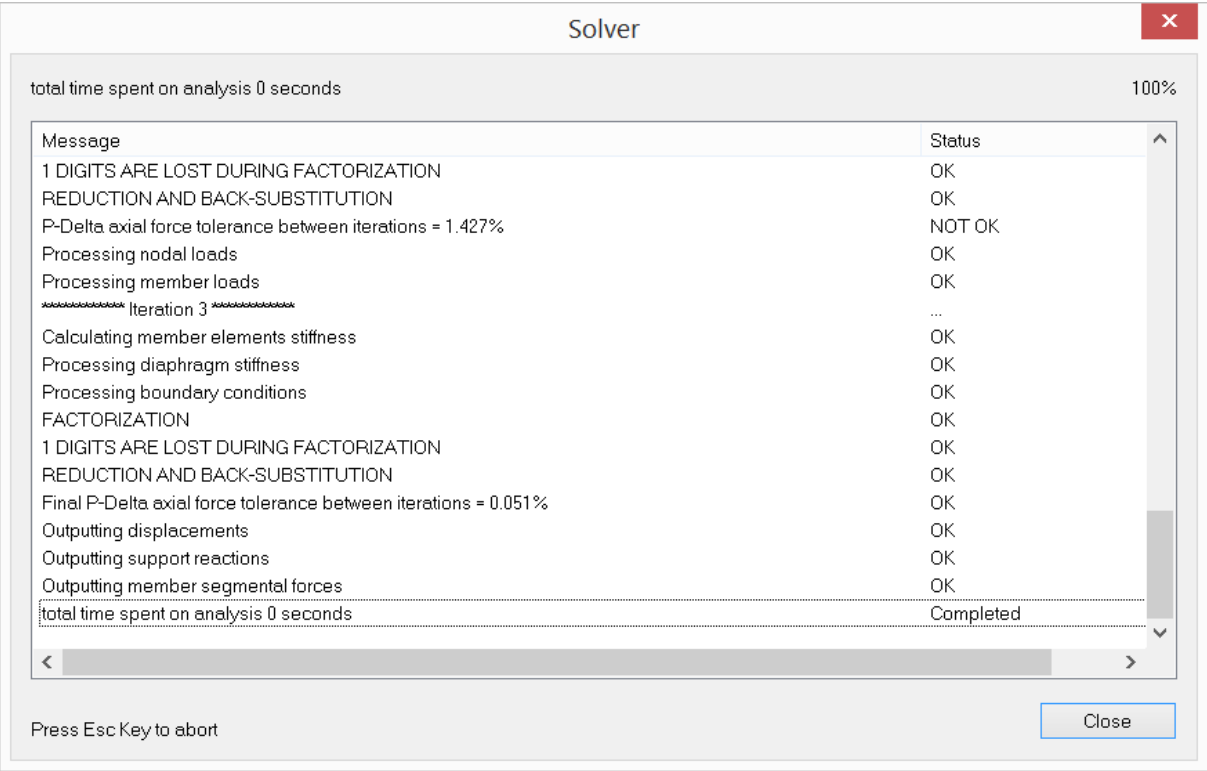 Solver
total time spent on analysis 0 seconds 100%
Message Status
1 DIGITS ARE LOST DURING FACTORIZATION OK
REDUCTION AND BACK-SUBSTITUTION OK
P-Delta axial force tolerance between iterations = 1.427% NOT OK
Processing nodal loads OK
Processing member loads OK
************ Iteration 3 ************ ...
Calculating member elements stiffness OK
Processing diaphragm stiffness OK
Processing boundary conditions OK
FACTORIZATION OK
1 DIGITS ARE LOST DURING FACTORIZATION OK
REDUCTION AND BACK-SUBSTITUTION OK
Final P-Delta axial force tolerance between iterations = 0.051% OK
Outputting displacements OK
Outputting support reactions OK
Outputting member segmental forces OK
total time spent on analysis 0 seconds Completed
Press Esc Key to abort Close